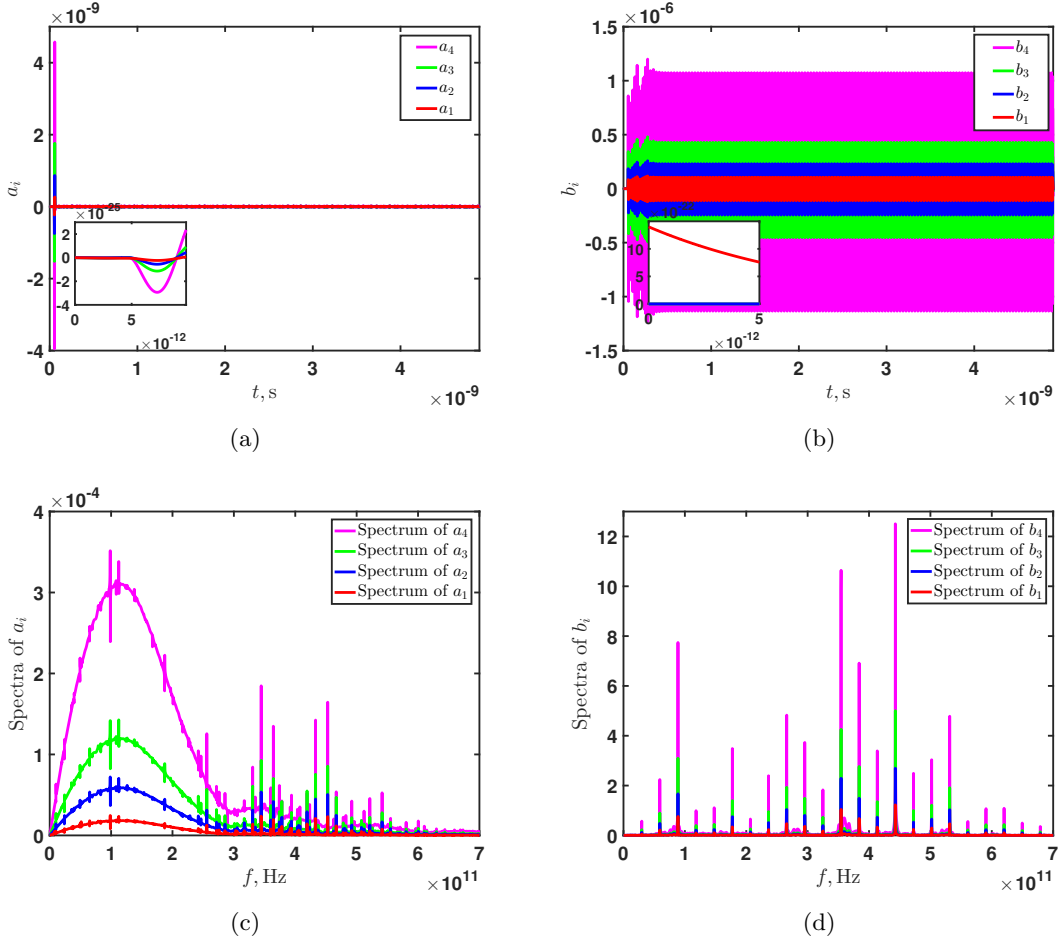 ×10⁻⁹
4
2
0
-2
-4
aᵢ
a₄
a₃
a₂
a₁
×10⁻²⁵
2
0
-2
-4
0
5
×10⁻¹²
0
1
2
3
4
t, s
×10⁻⁹
(a)
×10⁻⁶
1.5
1
0.5
0
-0.5
-1
-1.5
bᵢ
b₄
b₃
b₂
b₁
10
5
0
0
5
×10⁻¹²
0
1
2
3
4
t, s
×10⁻⁹
(b)
×10⁻⁴
4
3
2
1
0
Spectra of aᵢ
Spectrum of a₄
Spectrum of a₃
Spectrum of a₂
Spectrum of a₁
0
1
2
3
4
5
6
7
f, Hz
×10¹¹
(c)
12
10
8
6
4
2
0
Spectra of bᵢ
Spectrum of b₄
Spectrum of b₃
Spectrum of b₂
Spectrum of b₁
0
1
2
3
4
5
6
7
f, Hz
×10¹¹
(d)